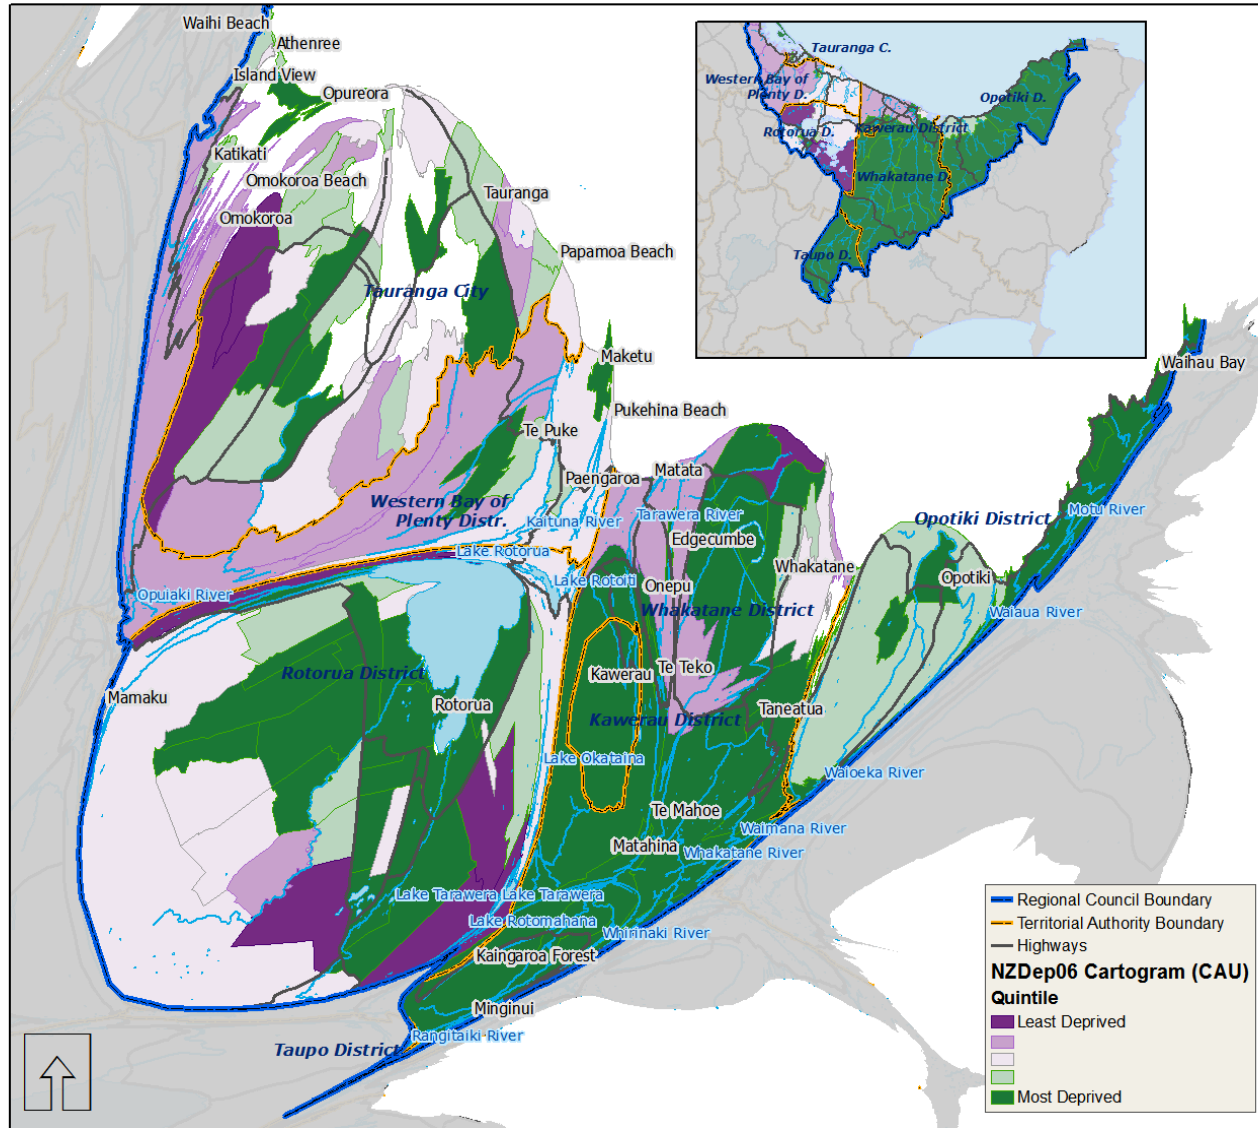 Waihi Beach
Athenree
Island View
Opureora
Katikati
Omokoroa Beach
Omokoroa
Tauranga
Papamoa Beach
Tauranga City
Maketu
Pukehina Beach
Te Puke
Paengaroa
Matata
Western Bay of
Plenty Distr.
Kaituna River
Tarawera River
Edgecumbe
Lake Rotorua
Lake Rotoiti
Onepu
Whakatane
Whakatane District
Opuiaki River
Opotiki District
Motu River
Waihau Bay
Opotiki
Waiaua River
Mamaku
Rotorua District
Rotorua
Kawerau
Te Teko
Kawerau District
Taneatua
Lake Okataina
Waioeka River
Te Mahoe
Waimana River
Matahina
Whakatane River
Lake Tarawera Lake Tarawera
Lake Rotomahana
Whirinaki River
Kaingaroa Forest
Minginui
Rangitaiki River
Taupo District
Tauranga C.
Western Bay of
Plenty D.
Opotiki D.
Rotorua D.
Kawerau District
Whakatane D.
Taupo D.
Regional Council Boundary
Territorial Authority Boundary
Highways
NZDep06 Cartogram (CAU)
Quintile
Least Deprived
Most Deprived